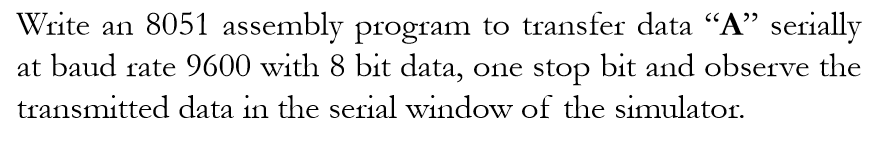 Write an 8051 assembly program to transfer data “A” serially
at baud rate 9600 with 8 bit data, one stop bit and observe the
transmitted data in the serial window of the simulator.